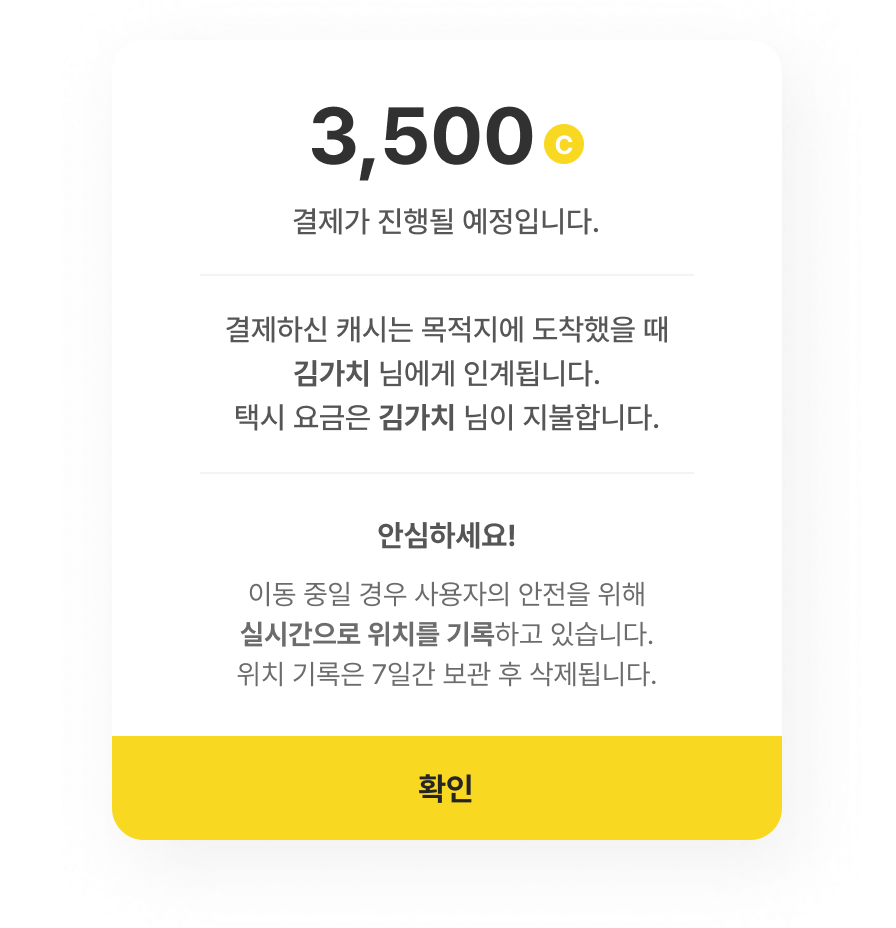 3,500 C
결제가 진행될 예정입니다.
결제하신 캐시는 목적지에 도착했을 때
김가치 님에게 인계됩니다.
택시 요금은 김가치 님이 지불합니다.
안심하세요!
이동 중일 경우 사용자의 안전을 위해
실시간으로 위치를 기록하고 있습니다.
위치 기록은 7일간 보관 후 삭제됩니다.
확인